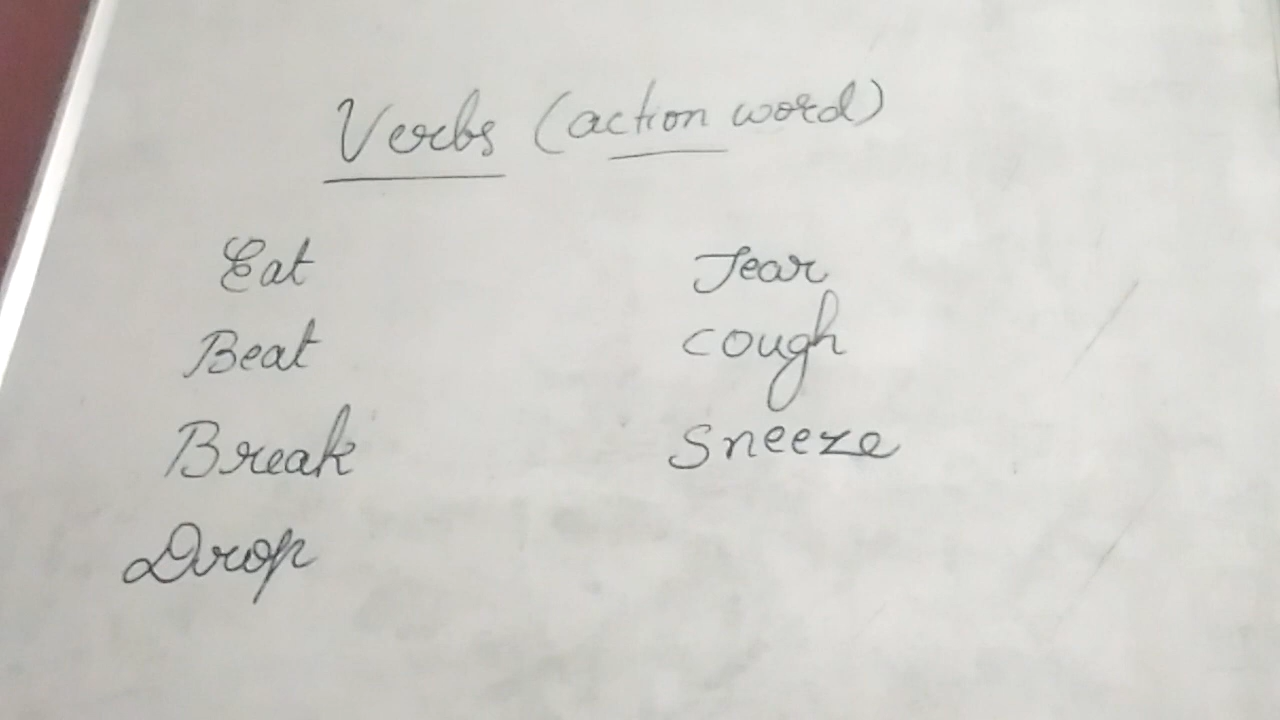 Verbs (action word)
Eat
Beat
Break
Drop
Tear
cough
Sneeze